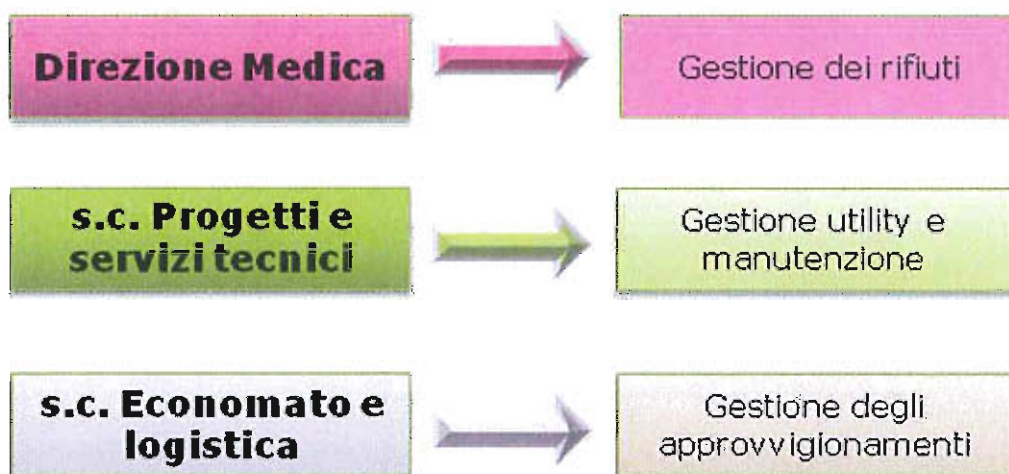 Direzione Medica
Gestione dei rifiuti
s.c. Progetti e
servizi tecnici
Gestione utility e
manutenzione
s.c. Economato e
logistica
Gestione degli
approvvigionamenti